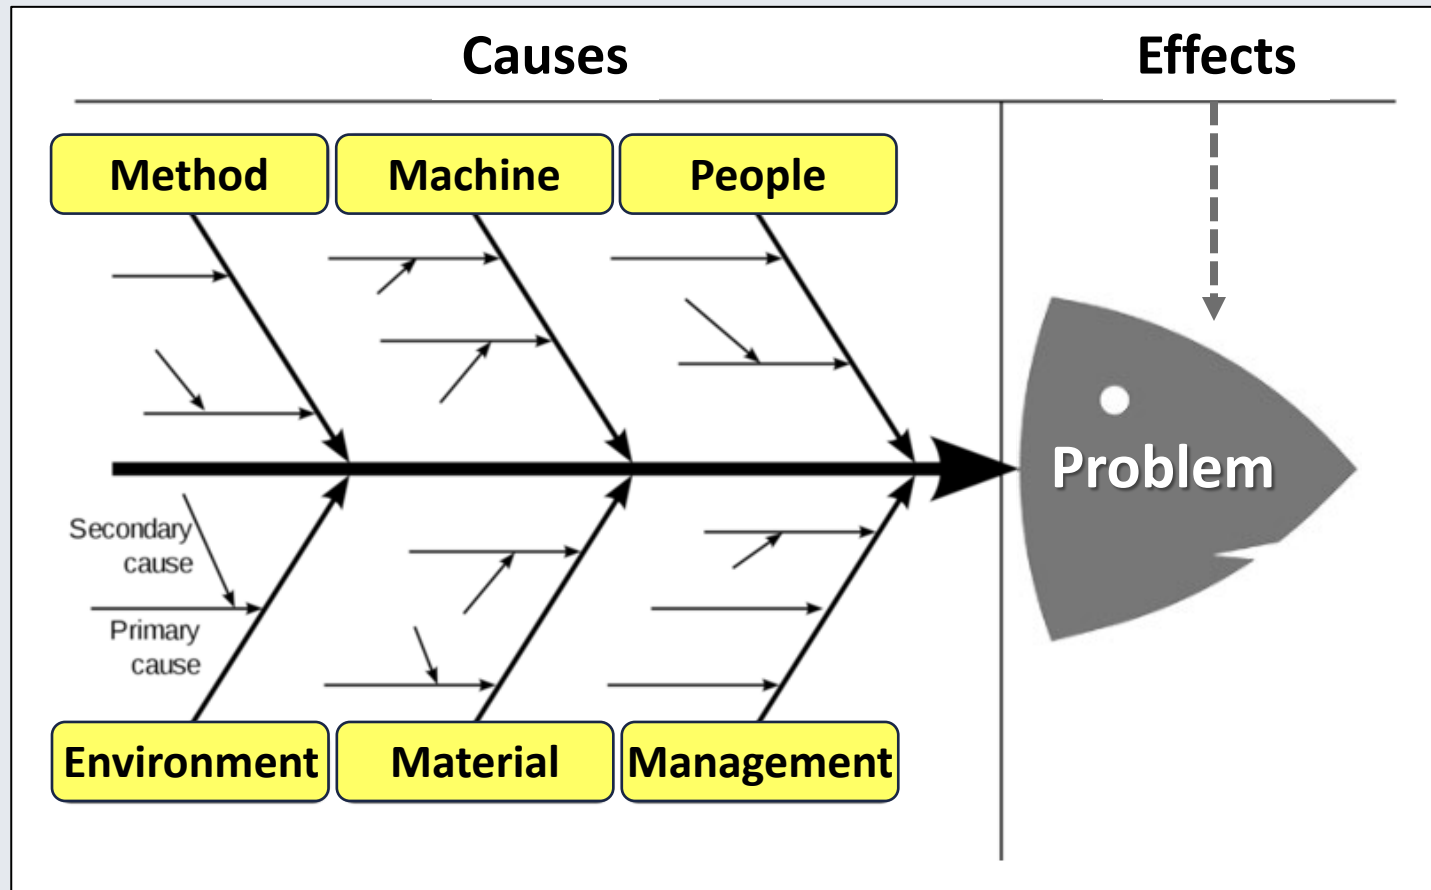 Causes
Effects
Method
Machine
People
Problem
Secondary
cause
Primary
cause
Environment
Material
Management